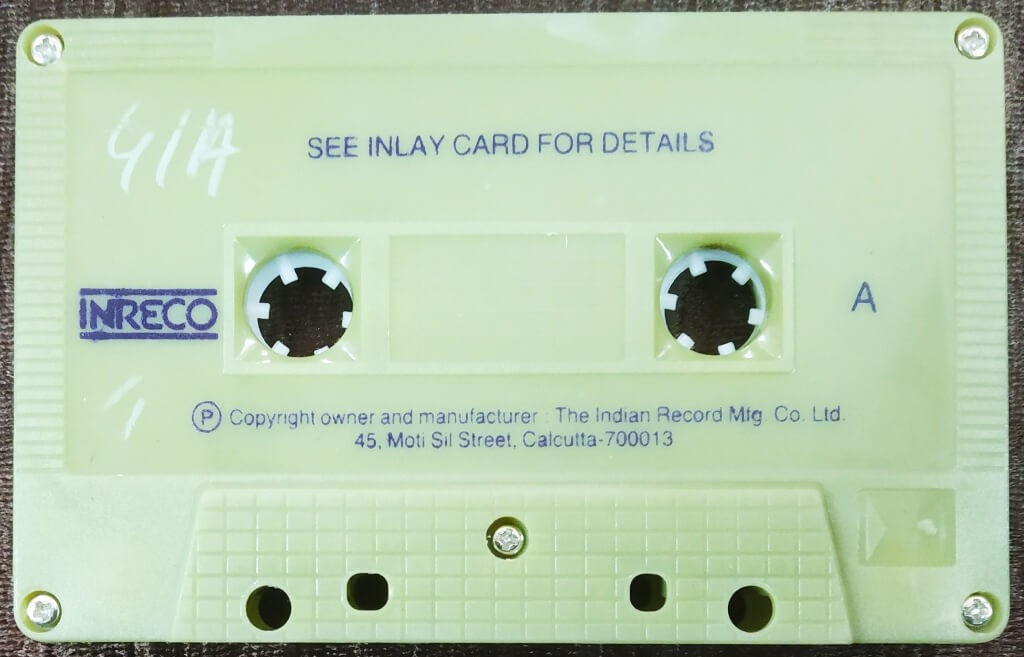 SEE INLAY CARD FOR DETAILS
INRECO
A
Ⓟ Copyright owner and manufacturer : The Indian Record Mfg. Co. Ltd.
45, Moti Sil Street, Calcutta-700013